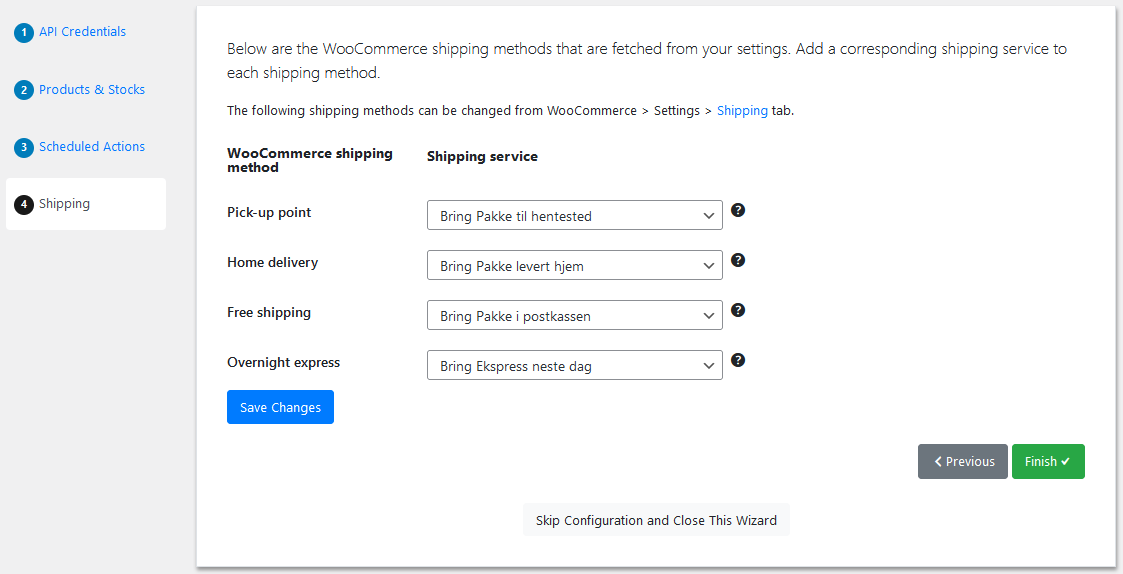 1 API Credentials
2 Products & Stocks
3 Scheduled Actions
4 Shipping
Below are the WooCommerce shipping methods that are fetched from your settings. Add a corresponding shipping service to
each shipping method.
The following shipping methods can be changed from WooCommerce > Settings > Shipping tab.
WooCommerce shipping
method
Shipping service
Pick-up point
Bring Pakke til hentested
?
Home delivery
Bring Pakke levert hjem
?
Free shipping
Bring Pakke i postkassen
?
Overnight express
Bring Ekspress neste dag
?
Save Changes
Previous
Finish
Skip Configuration and Close This Wizard